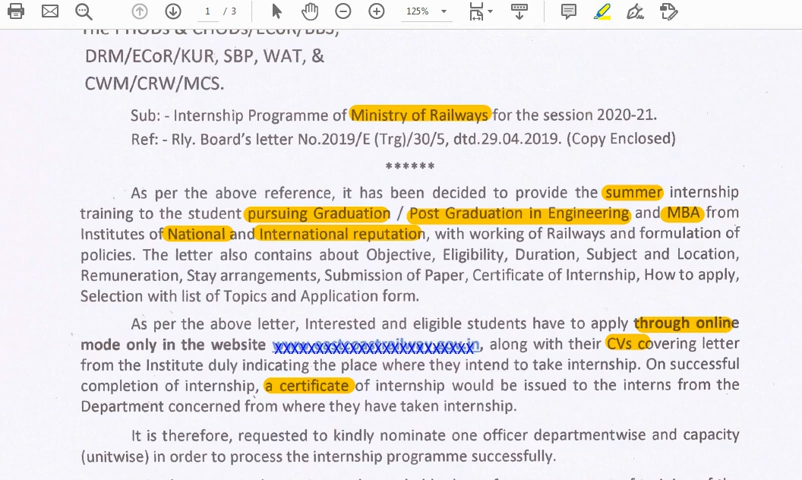 1 / 3 125%
The PHODs & CHODs/ECoR/BBS,
DRM/ECoR/KUR, SBP, WAT, &
CWM/CRW/MCS.
Sub: - Internship Programme of Ministry of Railways for the session 2020-21.
Ref: - Rly. Board's letter No.2019/E (Trg)/30/5, dtd.29.04.2019. (Copy Enclosed)
******
As per the above reference, it has been decided to provide the summer internship
training to the student pursuing Graduation / Post Graduation in Engineering and MBA from
Institutes of National and International reputation, with working of Railways and formulation of
policies. The letter also contains about Objective, Eligibility, Duration, Subject and Location,
Remuneration, Stay arrangements, Submission of Paper, Certificate of Internship, How to apply,
Selection with list of Topics and Application form.
As per the above letter, Interested and eligible students have to apply through online
mode only in the website XXXXXXXXXXXXXXXXXXXXXXXX, along with their CVs covering letter
from the Institute duly indicating the place where they intend to take internship. On successful
completion of internship, a certificate of internship would be issued to the interns from the
Department concerned from where they have taken internship.
It is therefore, requested to kindly nominate one officer departmentwise and capacity
(unitwise) in order to process the internship programme successfully.